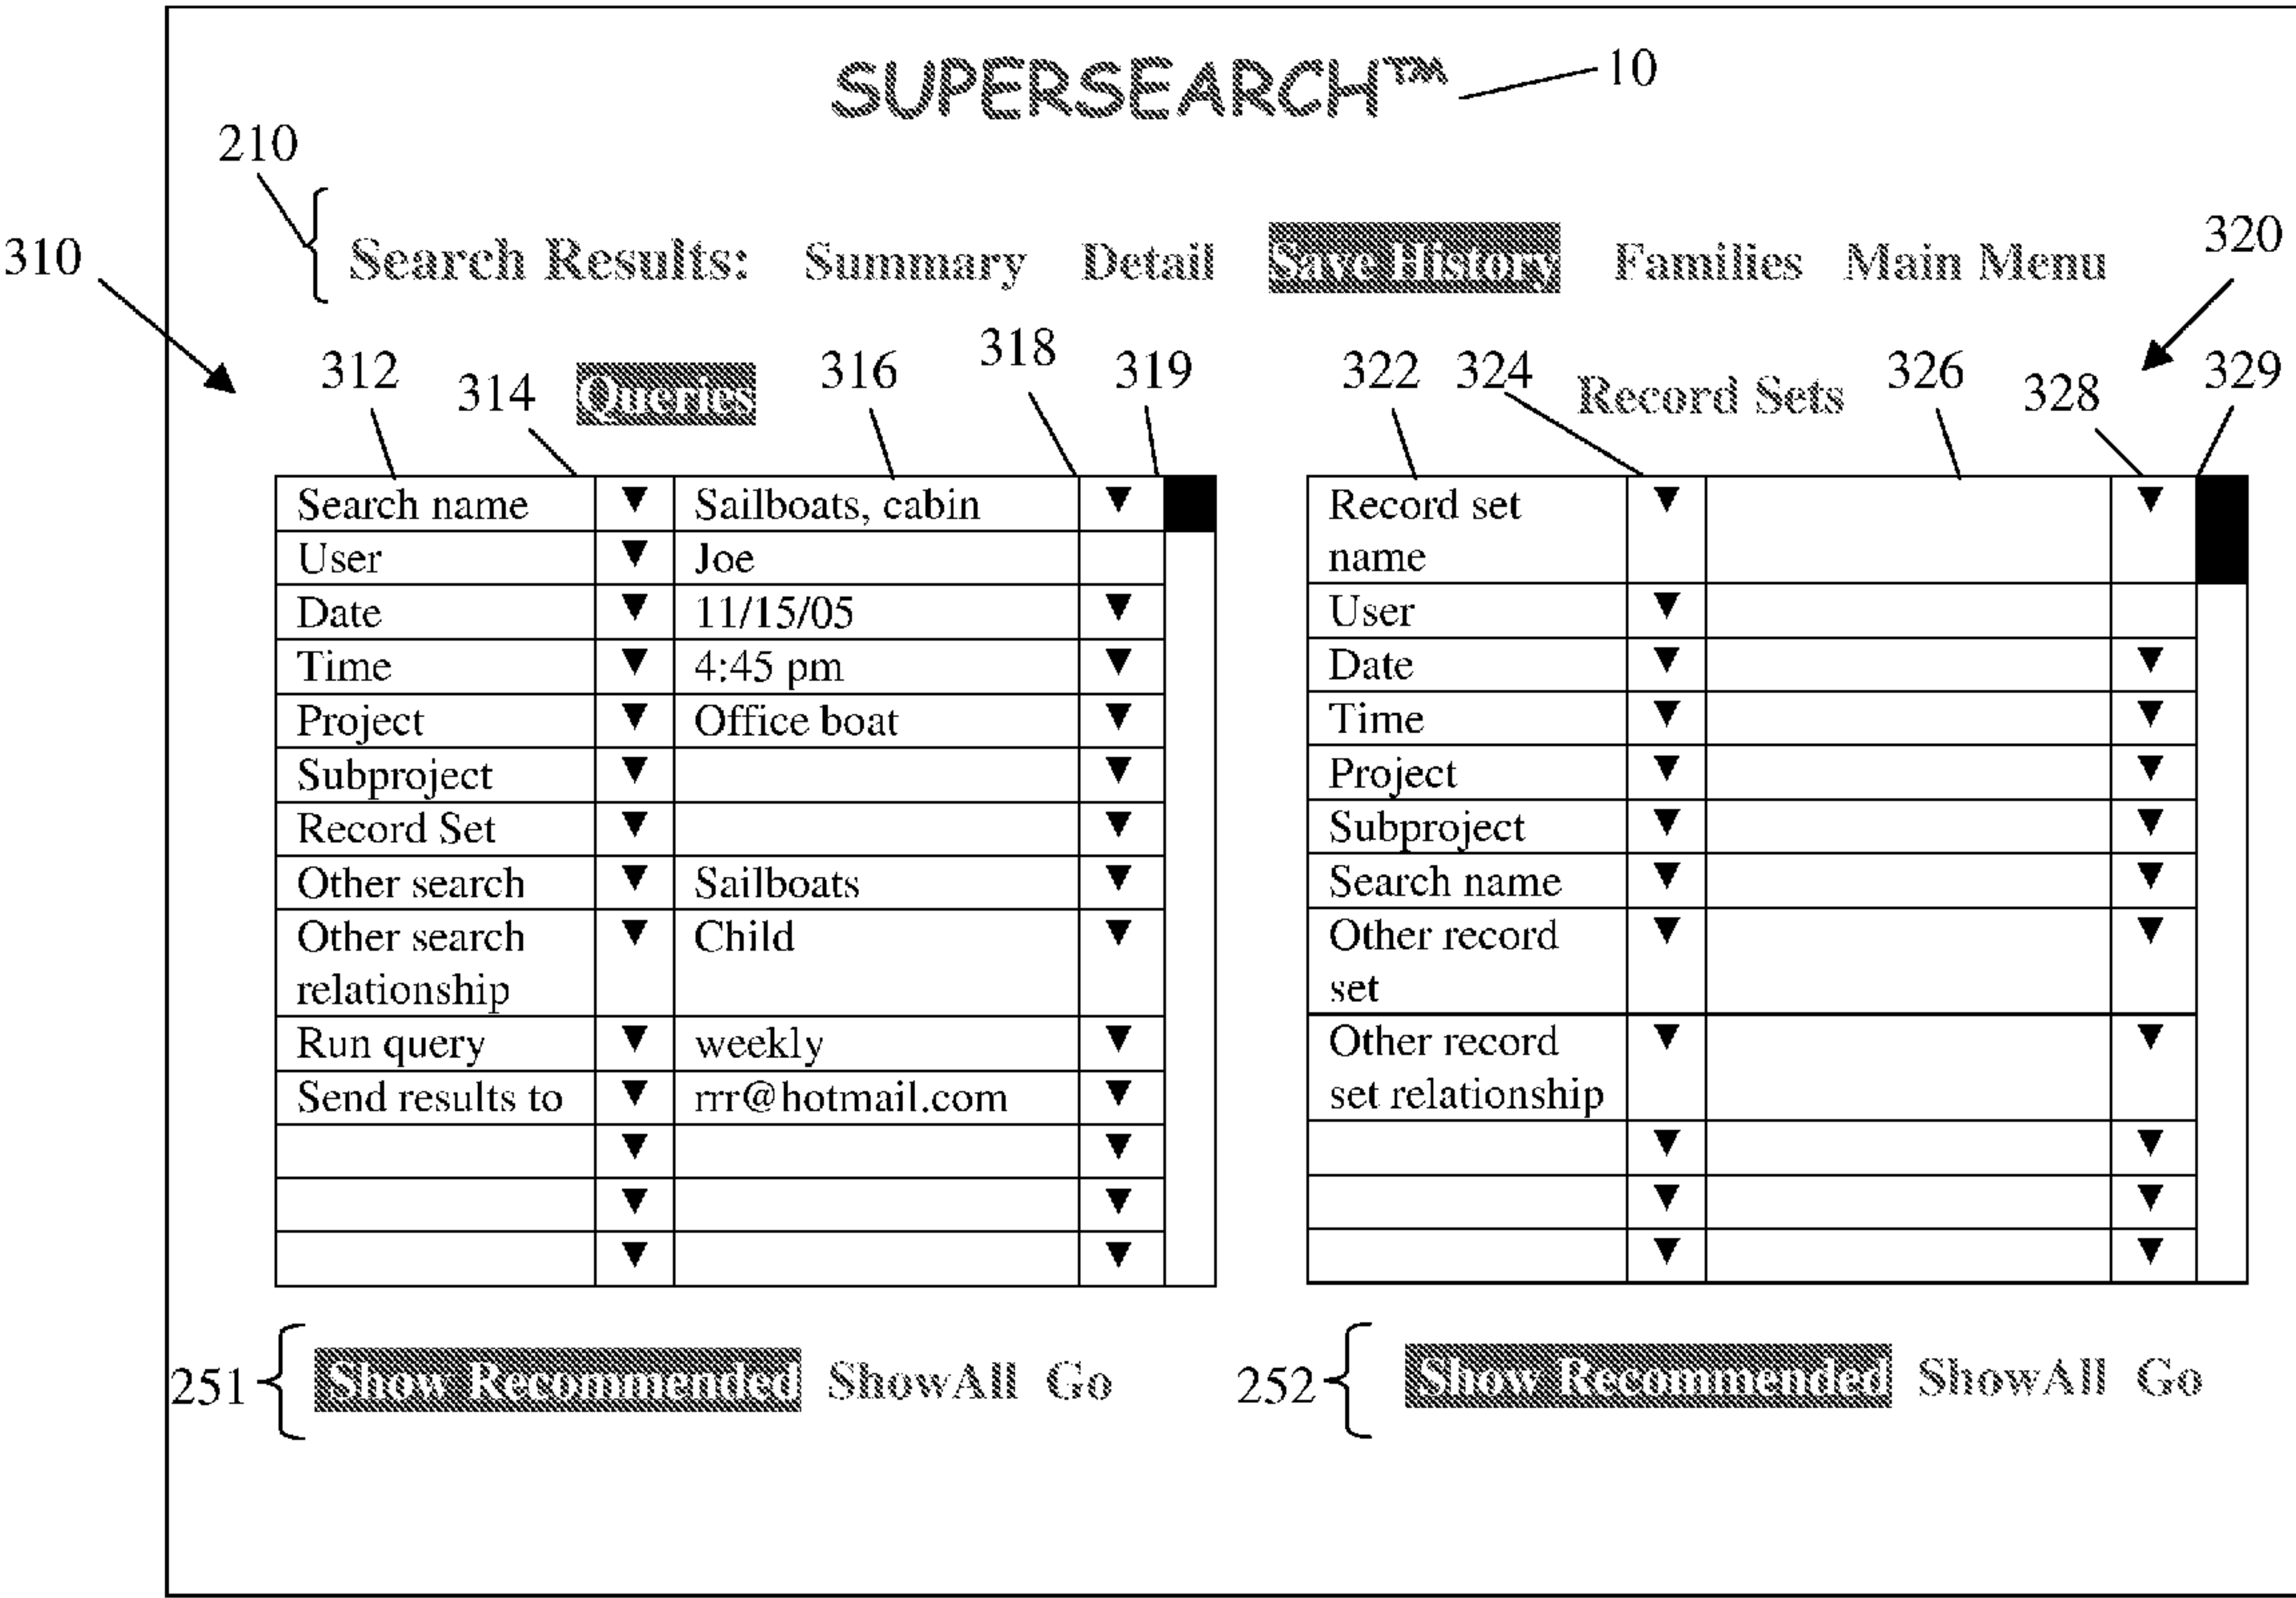 SUPERSEARCH™ 10
210
310
Search Results: Summary Detail Save History Families Main Menu
320
312 314 Queries 316 318 319
322 324 Record Sets 326 328 329
Search name ▼ Sailboats, cabin ▼
User ▼ Joe
Date ▼ 11/15/05 ▼
Time ▼ 4:45 pm ▼
Project ▼ Office boat ▼
Subproject ▼ ▼
Record Set ▼ ▼
Other search ▼ Sailboats ▼
Other search ▼ Child ▼
relationship
Run query ▼ weekly ▼
Send results to ▼ rrr@hotmail.com ▼
▼ ▼
▼ ▼
▼ ▼
Record set ▼ ▼
name
User ▼
Date ▼ ▼
Time ▼ ▼
Project ▼ ▼
Subproject ▼ ▼
Search name ▼ ▼
Other record ▼ ▼
set
Other record ▼ ▼
set relationship
▼ ▼
▼ ▼
▼ ▼
251 Show Recommended ShowAll Go
252 Show Recommended ShowAll Go